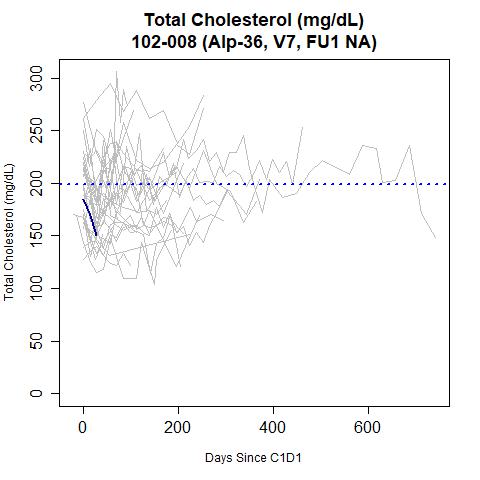 Total Cholesterol (mg/dL)
102-008 (Alp-36, V7, FU1 NA)
Total Cholesterol (mg/dL)
300
250
200
150
100
50
0
0 200 400 600
Days Since C1D1